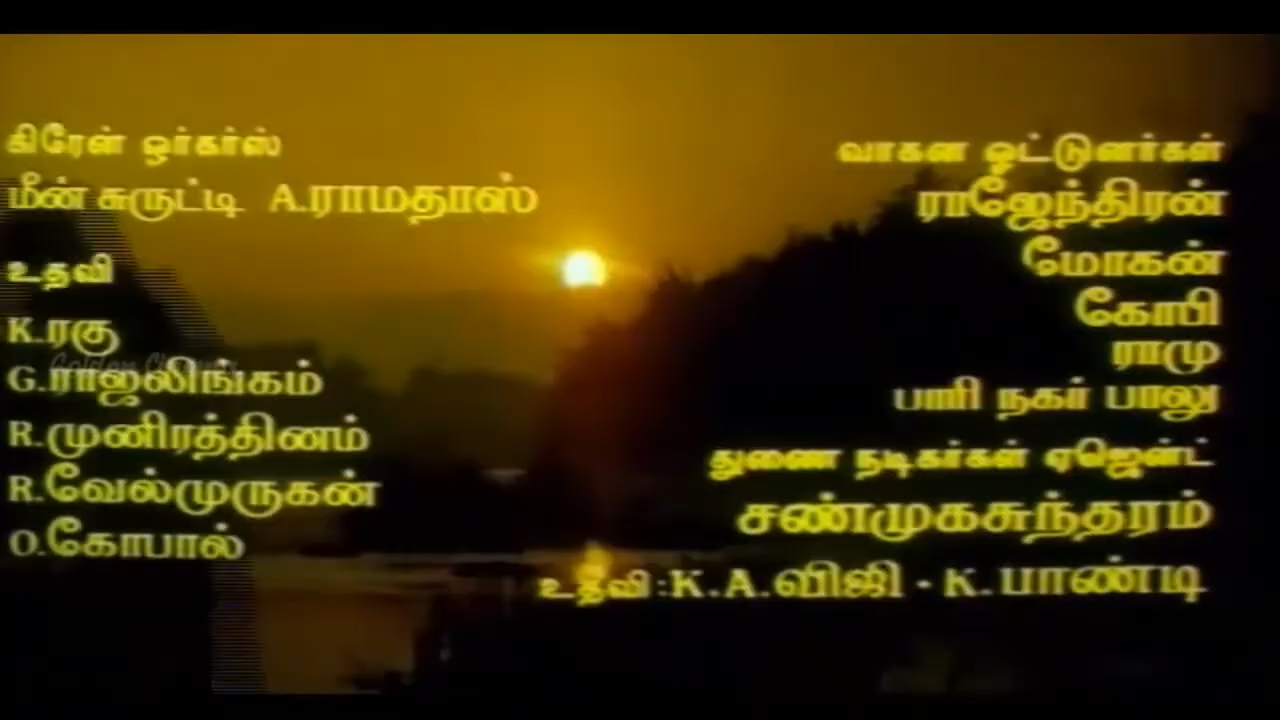 கிரேன் ஒர்கர்ஸ்
மீன் சுருட்டி A.ராமதாஸ்
உதவி
K.ரகு
G.ராஜலிங்கம்
R.முனிரத்தினம்
R.வேல்முருகன்
O.கோபால்
வாகன ஓட்டுனர்கள்
ராஜேந்திரன்
மோகன்
கோபி
ராமு
பாரி நகர் பாலு
துணை நடிகர்கள் ஏஜென்ட்
சண்முகசுந்தரம்
உதவி :K.A.விஜி - K.பாண்டி